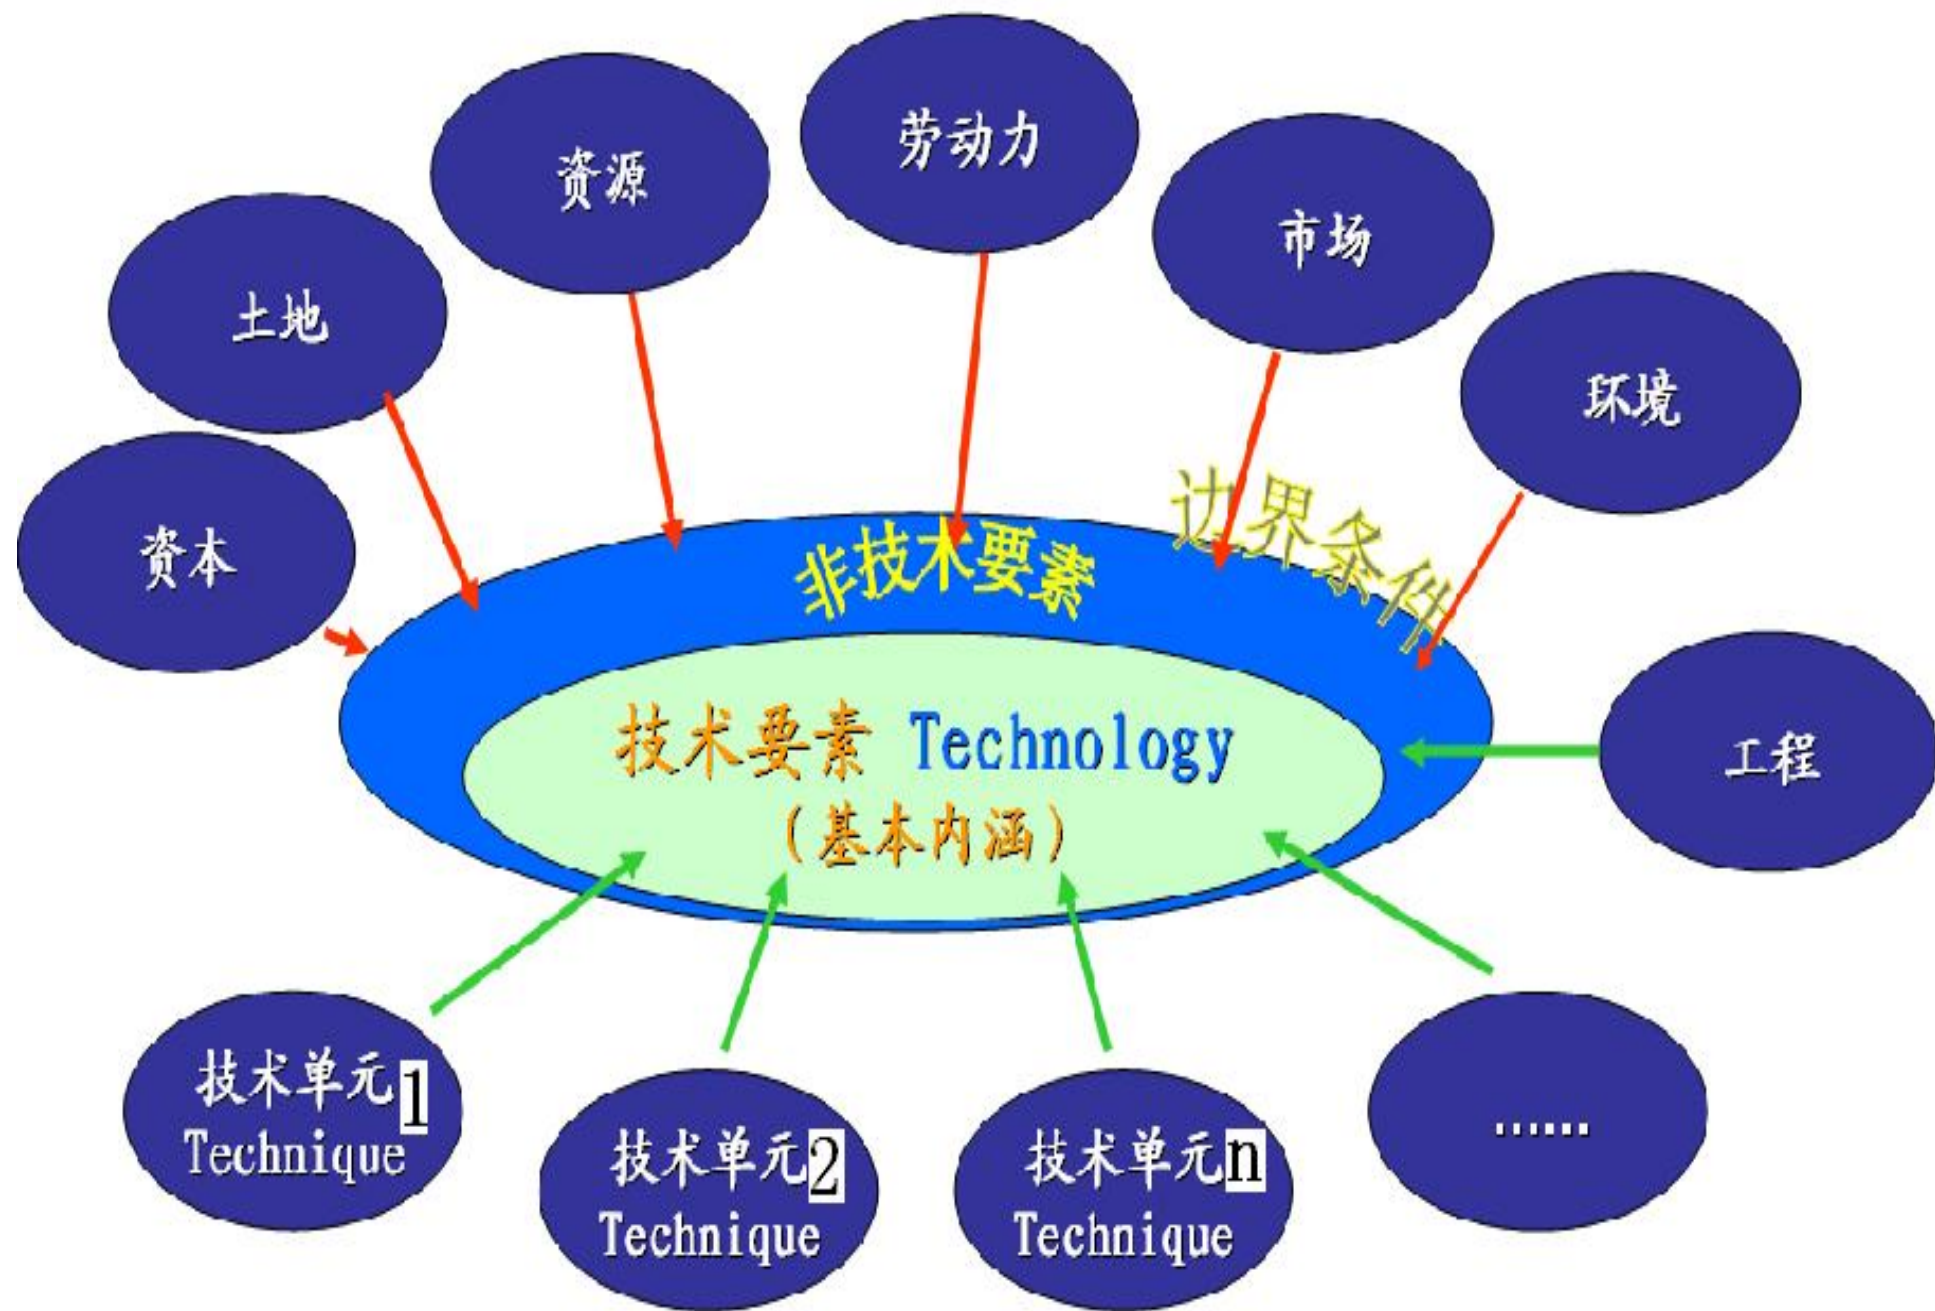 劳动力
资源
市场
土地
环境
资本
边界条件
非技术要素
技术要素 Technology
(基本内涵)
工程
技术单元1
Technique
技术单元2
Technique
技术单元n
Technique
……